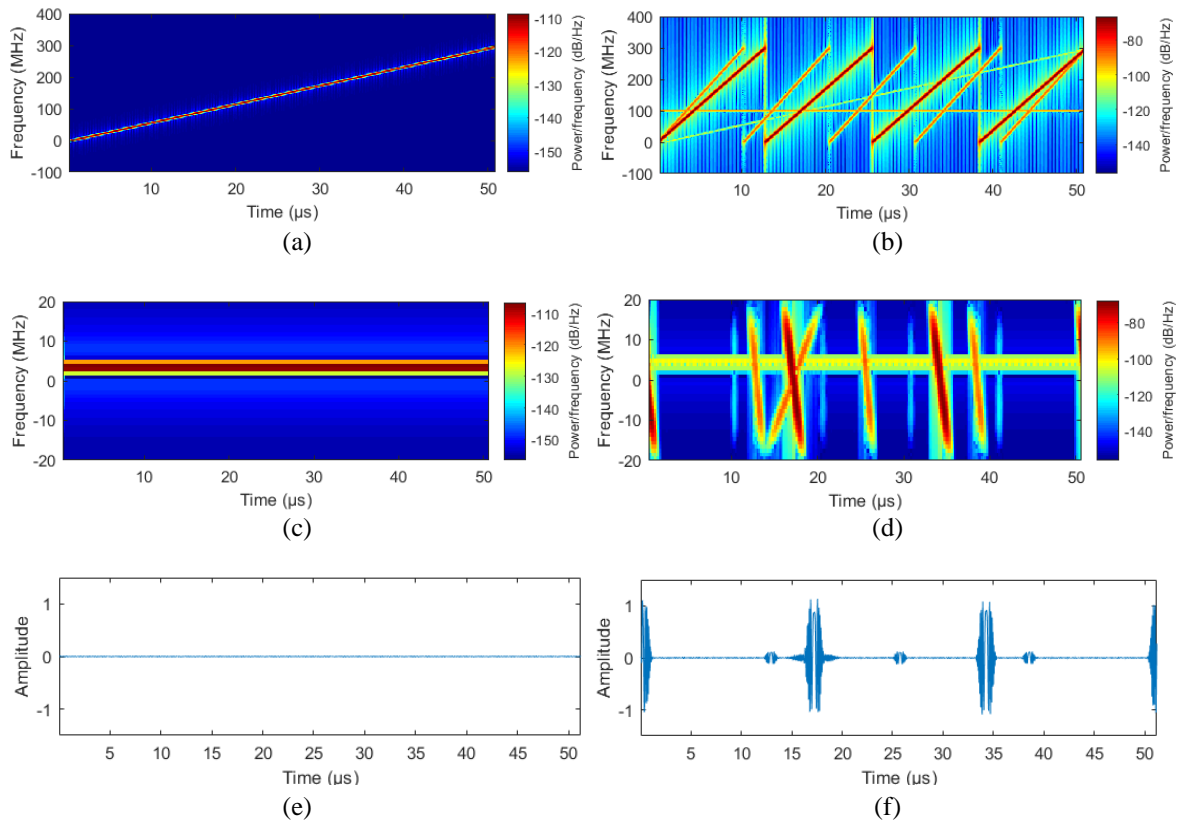 400
300
200
100
0
-100
Frequency (MHz)
10 20 30 40 50
Time (µs)
-110
-120
-130
-140
-150
Power/frequency (dB/Hz)
(a)
400
300
200
100
0
-100
Frequency (MHz)
10 20 30 40 50
Time (µs)
-80
-100
-120
-140
Power/frequency (dB/Hz)
(b)
20
10
0
-10
-20
Frequency (MHz)
10 20 30 40 50
Time (µs)
-110
-120
-130
-140
-150
Power/frequency (dB/Hz)
(c)
20
10
0
-10
-20
Frequency (MHz)
10 20 30 40 50
Time (µs)
-80
-100
-120
-140
Power/frequency (dB/Hz)
(d)
1
0
-1
Amplitude
5 10 15 20 25 30 35 40 45 50
Time (µs)
(e)
1
0
-1
Amplitude
5 10 15 20 25 30 35 40 45 50
Time (µs)
(f)